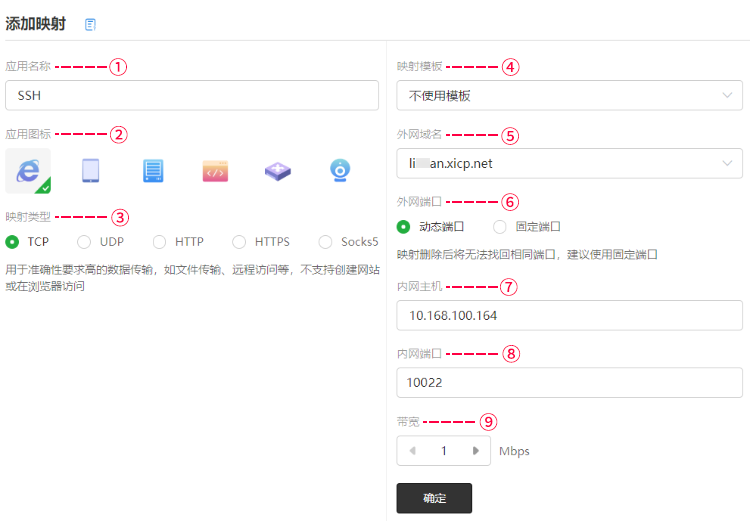 添加映射
应用名称 ①
SSH
应用图标 ②
映射类型 ③
TCP UDP HTTP HTTPS Socks5
用于准确性要求高的数据传输，如文件传输、远程访问等，不支持创建网站
或在浏览器访问
映射模板 ④
不使用模板
外网域名 ⑤
li an.xicp.net
外网端口 ⑥
动态端口 固定端口
映射删除后将无法找回相同端口，建议使用固定端口
内网主机 ⑦
10.168.100.164
内网端口 ⑧
10022
带宽 ⑨
1 Mbps
确定